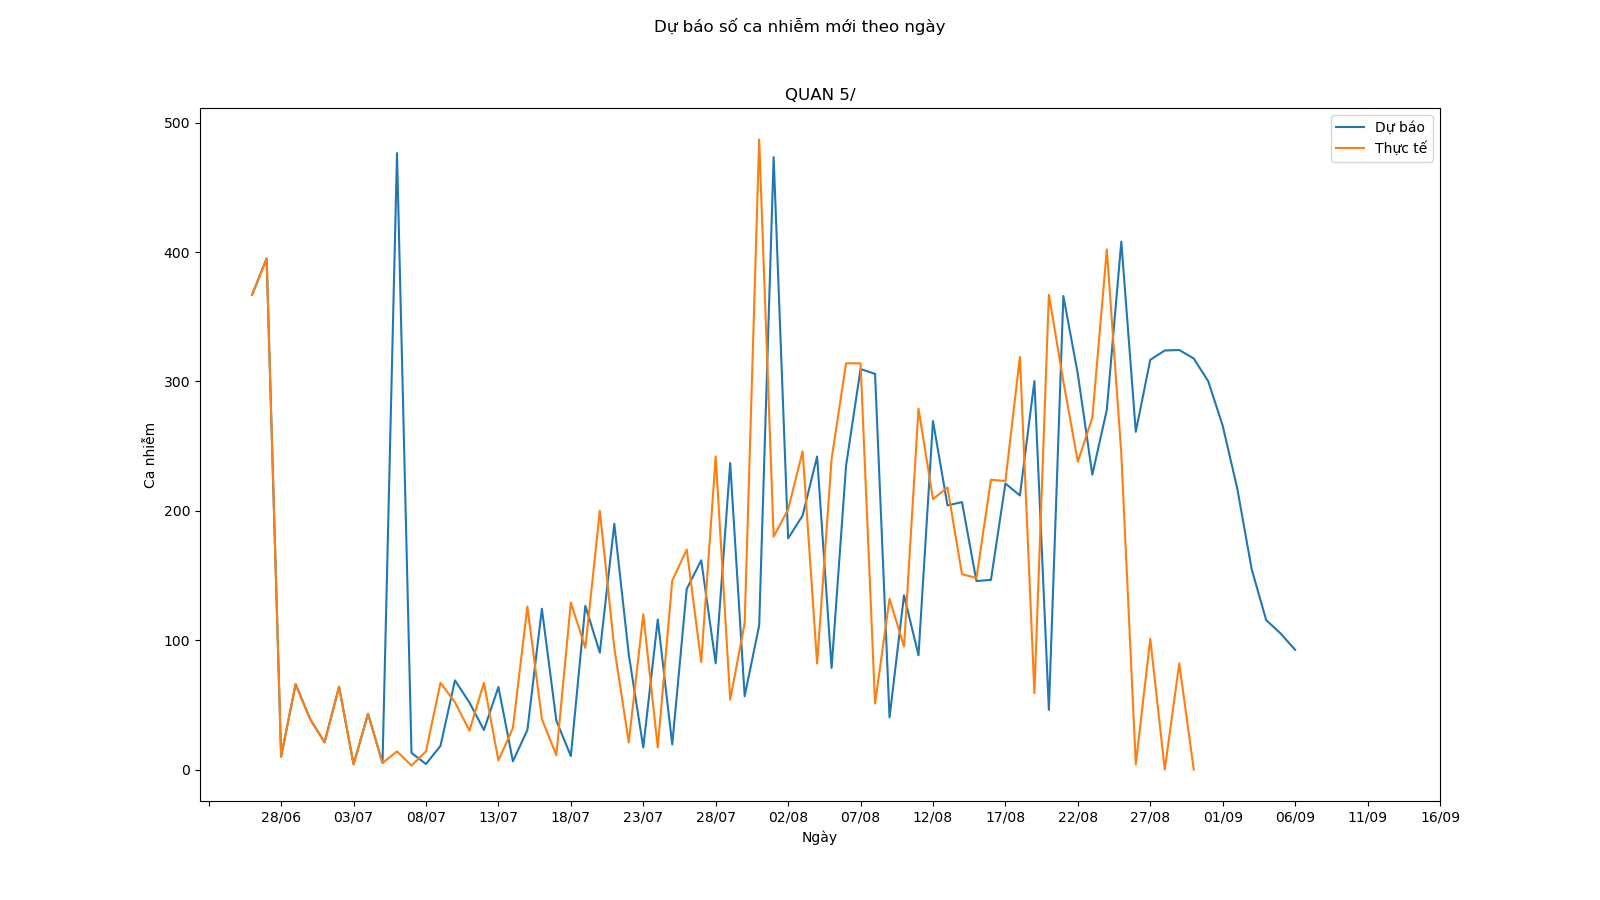 Dự báo số ca nhiễm mới theo ngày
QUAN 5/
Dự báo
Thực tế
500
400
300
200
100
0
Ca nhiễm
28/06 03/07 08/07 13/07 18/07 23/07 28/07 02/08 07/08 12/08 17/08 22/08 27/08 01/09 06/09 11/09 16/09
Ngày